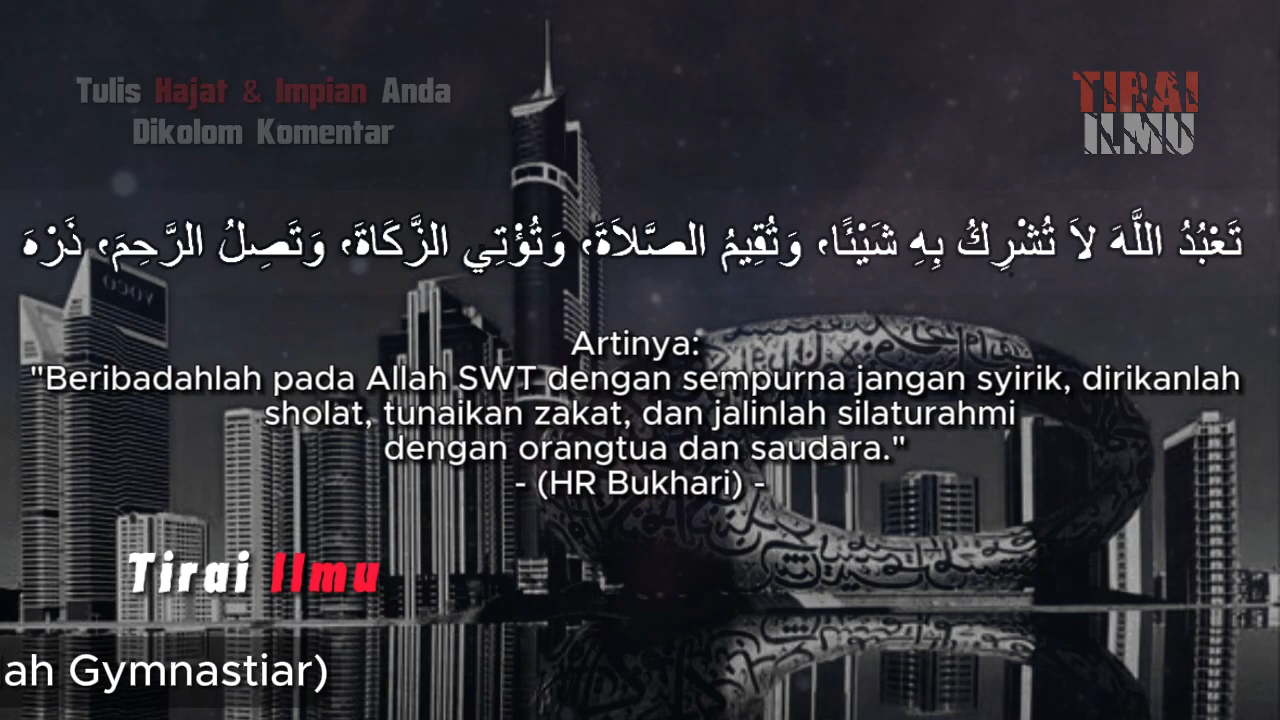 Tulis Hajat & Impian Anda
Dikolom Komentar
TIRAI
ILMU
تَعْبُدُ اللَّهَ لاَ تُشْرِكُ بِهِ شَيْئًا، وَتُقِيمُ الصَّلاَةَ، وَتُؤْتِي الزَّكَاةَ، وَتَصِلُ الرَّحِمَ، ذَرْهَ
VOCO
Artinya:
"Beribadahlah pada Allah SWT dengan sempurna jangan syirik, dirikanlah
sholat, tunaikan zakat, dan jalinlah silaturahmi
dengan orangtua dan saudara."
- (HR Bukhari) -
Tirai Ilmu
ah Gymnastiar)